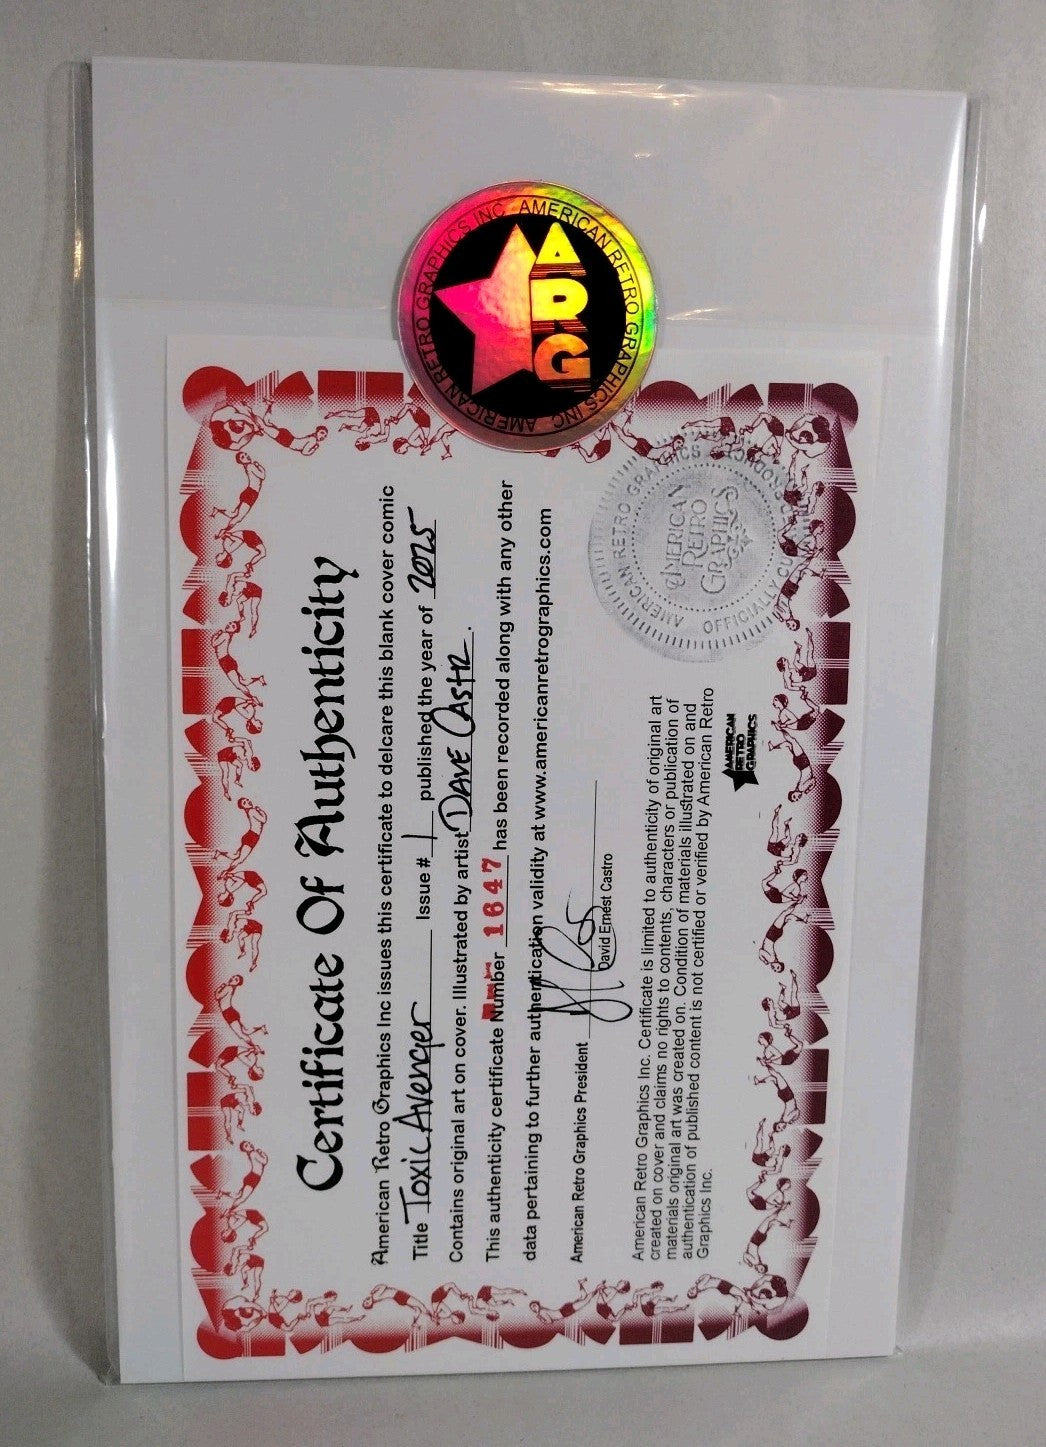 AMERICAN RETRO GRAPHICS INC AMERICAN RETRO GRAPHICS INC
ARG
Certificate Of Authenticity
American Retro Graphics Inc issues this certificate to delcare this blank cover comic
Title Toxic Avenger Issue # 1 published the year of 2025
Contains original art on cover. Illustrated by artist Dave Castr.
This authenticity certificate Number 1647 has been recorded along with any other
data pertaining to further authentication validity at www.americanretrographics.com
American Retro Graphics President
David Ernest Castro
American Retro Graphics Inc. Certificate is limited to authenticity of original art
created on cover and claims no rights to contents, characters or publication of
materials original art was created on. Condition of materials illustrated on and
authentication of published content is not certified or verified by American Retro
Graphics Inc.
AMERICAN
RETRO
GRAPHICS
AMERICAN RETRO GRAPHICS
OFFICIALLY
AMERICAN
RETRO
GRAPHICS